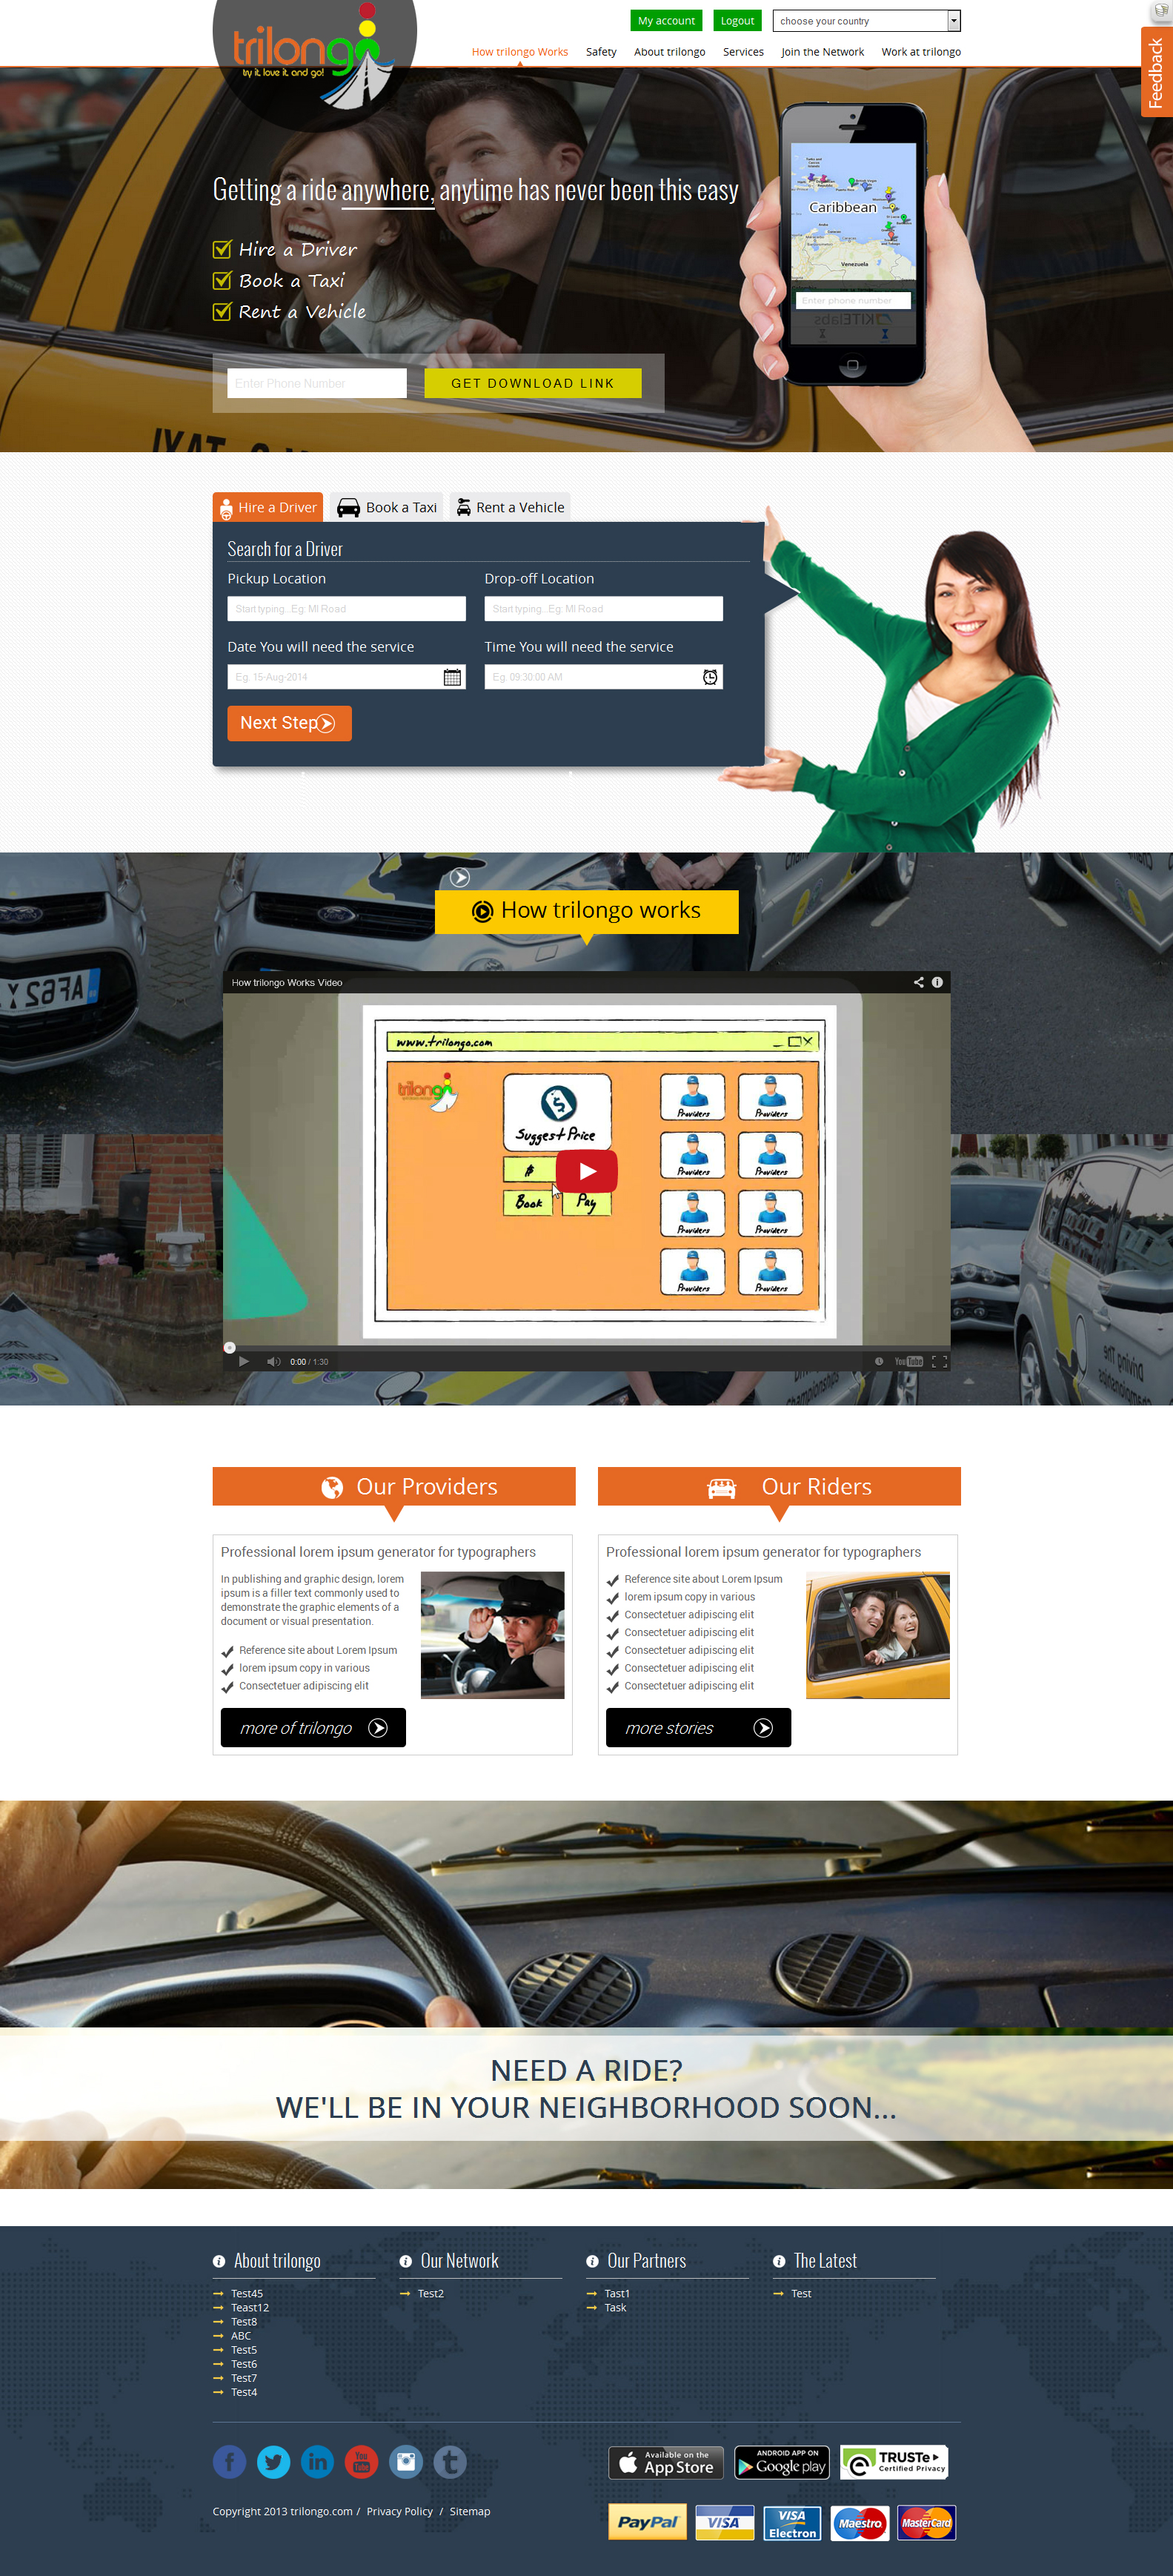 My account
Logout
choose your country
Feedback
trilongo
try it. love it. and go!
How trilongo Works
Safety
About trilongo
Services
Join the Network
Work at trilongo
Getting a ride anywhere, anytime has never been this easy
Hire a Driver
Book a Taxi
Rent a Vehicle
Caribbean
Venezuela
Enter phone number
KITElabs
Enter Phone Number
GET DOWNLOAD LINK
Hire a Driver
Book a Taxi
Rent a Vehicle
Search for a Driver
Pickup Location
Drop-off Location
Start typing...Eg: MI Road
Start typing...Eg: MI Road
Date You will need the service
Time You will need the service
Eg. 15-Aug-2014
Eg. 09:30:00 AM
Next Step
How trilongo works
AF62
How trilongo Works Video
www.trilongo.com
trilongo
Suggest Price
$
Book
Pay
Providers
Providers
Providers
Providers
Providers
Providers
Providers
Providers
0:00 / 1:30
YouTube
Our Providers
Our Riders
Professional lorem ipsum generator for typographers
In publishing and graphic design, lorem
ipsum is a filler text commonly used to
demonstrate the graphic elements of a
document or visual presentation.
Reference site about Lorem Ipsum
lorem ipsum copy in various
Consectetuer adipiscing elit
more of trilongo
Professional lorem ipsum generator for typographers
Reference site about Lorem Ipsum
lorem ipsum copy in various
Consectetuer adipiscing elit
Consectetuer adipiscing elit
Consectetuer adipiscing elit
Consectetuer adipiscing elit
Consectetuer adipiscing elit
more stories
NEED A RIDE?
WE'LL BE IN YOUR NEIGHBORHOOD SOON...
About trilongo
Test45
Teast12
Test8
ABC
Test5
Test6
Test7
Test4
Our Network
Test2
Our Partners
Tast1
Task
The Latest
Test
Available on the
App Store
ANDROID APP ON
Google play
TRUSTe
Certified Privacy
You
Tube
Copyright 2013 trilongo.com / Privacy Policy / Sitemap
PayPal
VISA
VISA
Electron
Maestro
MasterCard